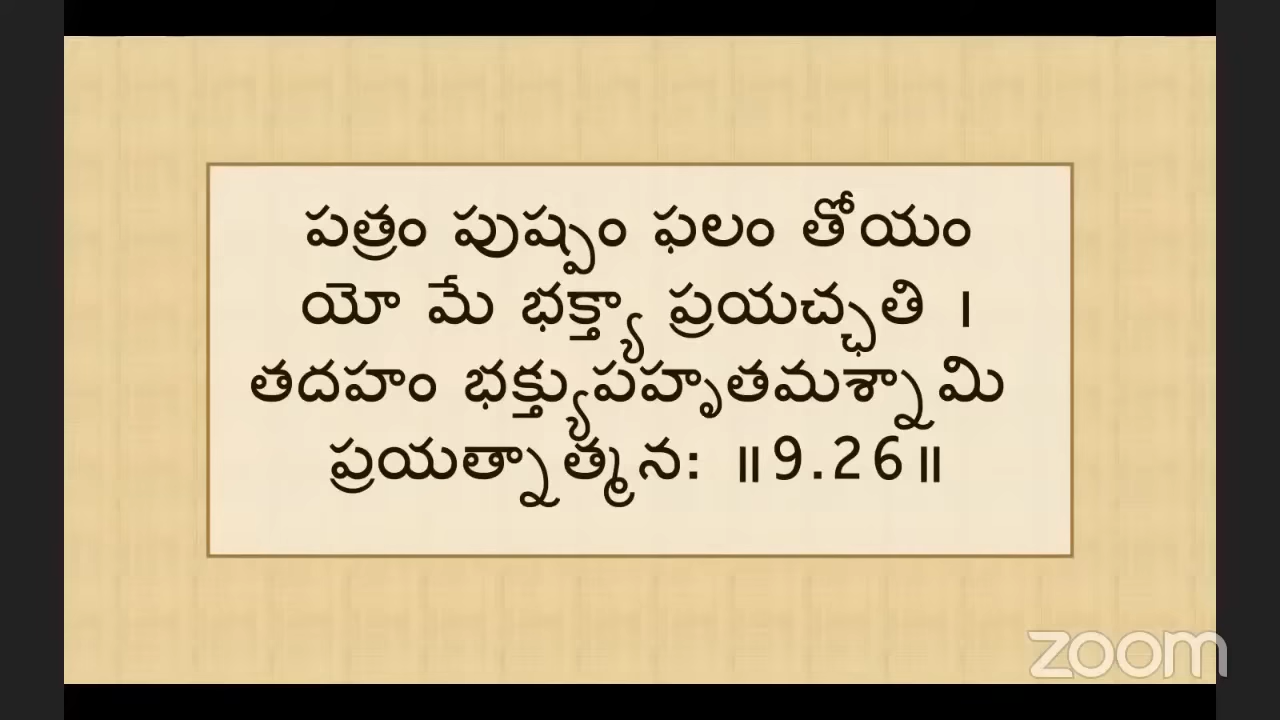 పత్రం పుష్పం ఫలం తోయం
యో మే భక్త్యా ప్రయచ్ఛతి ।
తదహం భక్త్యుపహృతమశ్నామి
ప్రయత్నాత్మనః ॥9.26॥
zoom